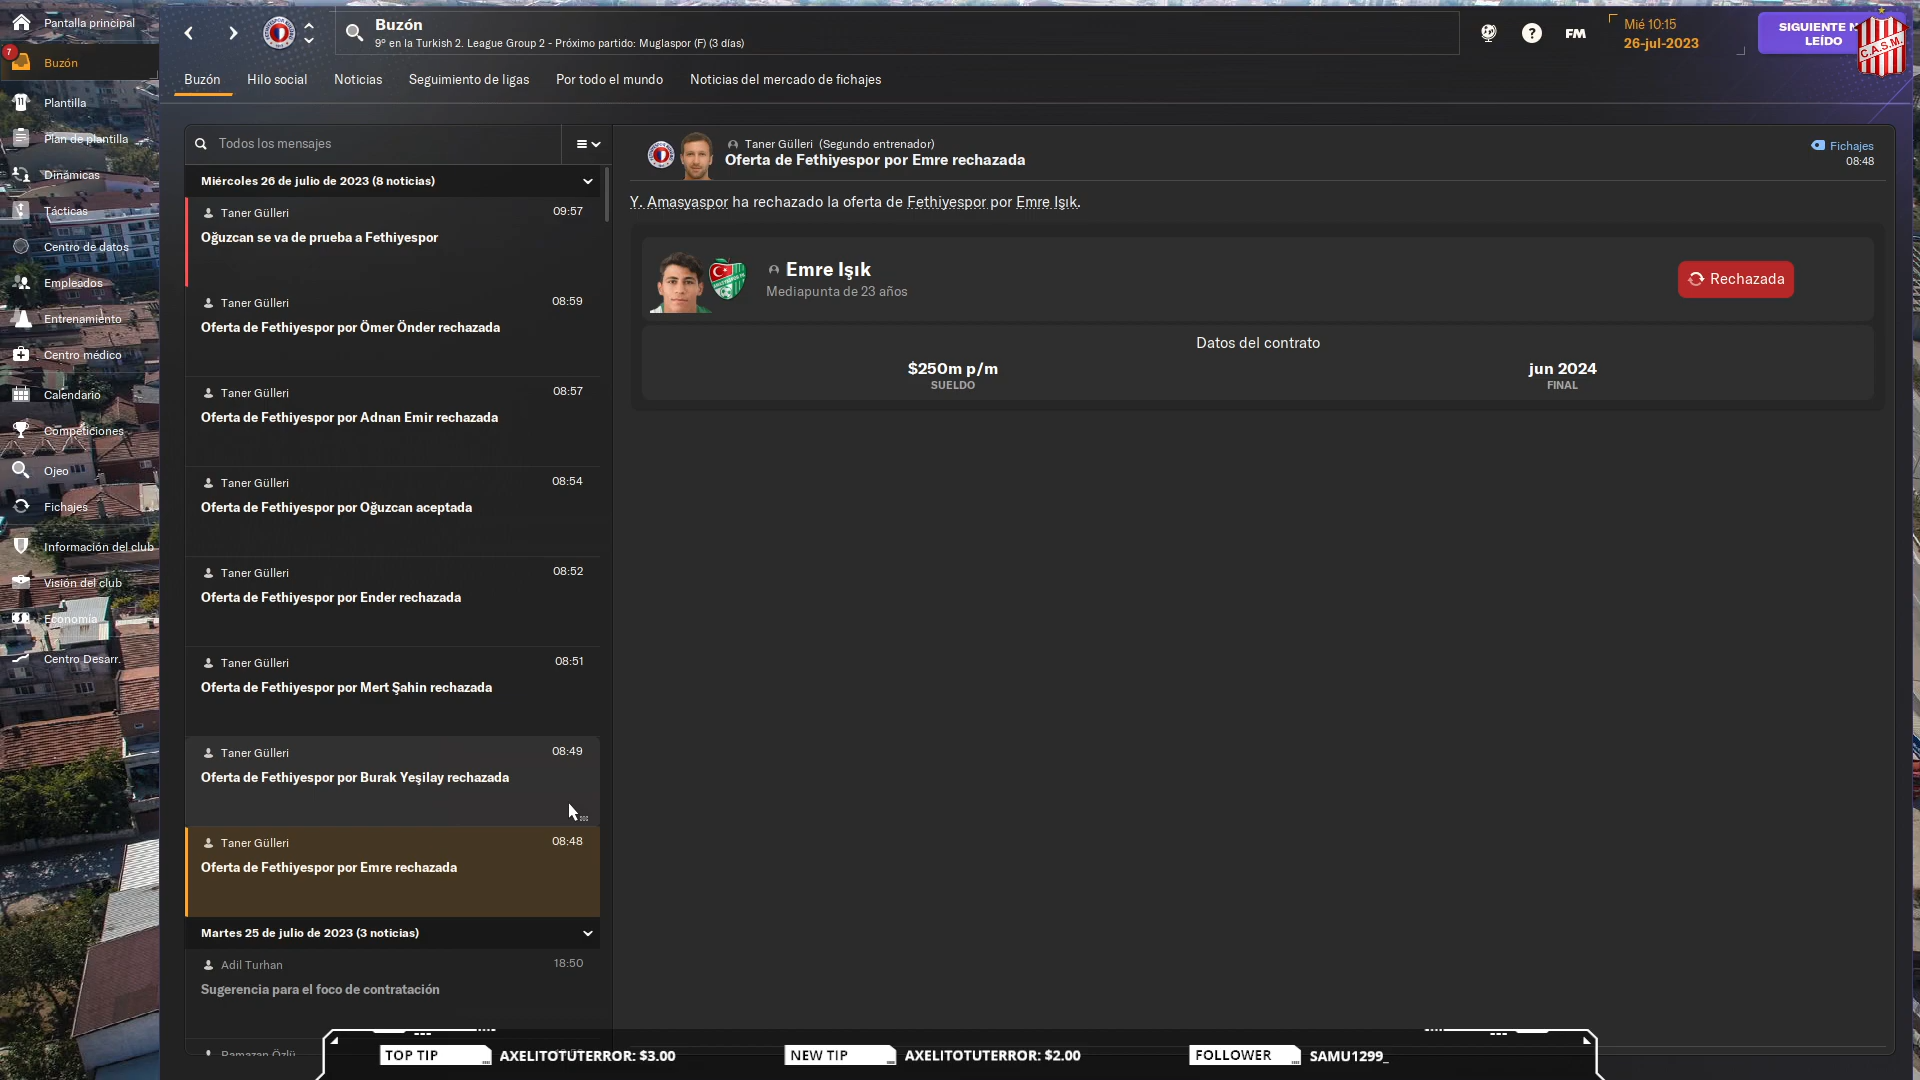 Pantalla principal
7
Buzón
Plantilla
Plan de plantilla
Dinámicas
Tácticas
Centro de datos
Empleados
Entrenamiento
Centro médico
Calendario
Competiciones
Ojeo
Fichajes
Información del club
Visión del club
Economía
Centro Desarr.
Buzón
9º en la Turkish 2. League Group 2 - Próximo partido: Muglaspor (F) (3 días)
?
FM
Mié 10:15
26-jul-2023
SIGUIENTE N
LEÍDO
C.A.S.M.
Buzón
Hilo social
Noticias
Seguimiento de ligas
Por todo el mundo
Noticias del mercado de fichajes
Todos los mensajes
Miércoles 26 de julio de 2023 (8 noticias)
Taner Gülleri 09:57
Oğuzcan se va de prueba a Fethiyespor
Taner Gülleri 08:59
Oferta de Fethiyespor por Ömer Önder rechazada
Taner Gülleri 08:57
Oferta de Fethiyespor por Adnan Emir rechazada
Taner Gülleri 08:54
Oferta de Fethiyespor por Oğuzcan aceptada
Taner Gülleri 08:52
Oferta de Fethiyespor por Ender rechazada
Taner Gülleri 08:51
Oferta de Fethiyespor por Mert Şahin rechazada
Taner Gülleri 08:49
Oferta de Fethiyespor por Burak Yeşilay rechazada
Taner Gülleri 08:48
Oferta de Fethiyespor por Emre rechazada
Martes 25 de julio de 2023 (3 noticias)
Adil Turhan 18:50
Sugerencia para el foco de contratación
Ramazan Özlü
Taner Gülleri (Segundo entrenador)
Oferta de Fethiyespor por Emre rechazada
Fichajes
08:48
Y. Amasyaspor ha rechazado la oferta de Fethiyespor por Emre Işık.
Emre Işık
Mediapunta de 23 años
Rechazada
Datos del contrato
$250m p/m
SUELDO
jun 2024
FINAL
TOP TIP AXELITOTUTERROR: $3.00
NEW TIP AXELITOTUTERROR: $2.00
FOLLOWER SAMU1299_